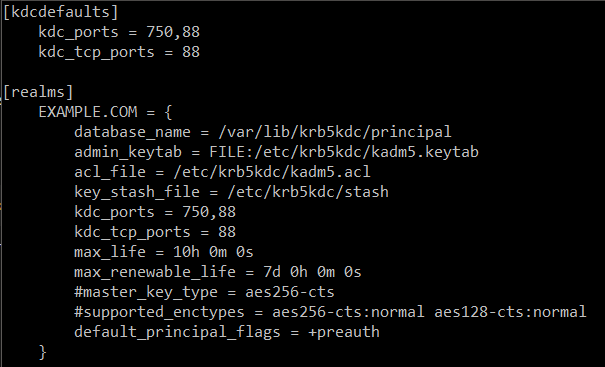 [kdcdefaults]
    kdc_ports = 750,88
    kdc_tcp_ports = 88

[realms]
    EXAMPLE.COM = {
        database_name = /var/lib/krb5kdc/principal
        admin_keytab = FILE:/etc/krb5kdc/kadm5.keytab
        acl_file = /etc/krb5kdc/kadm5.acl
        key_stash_file = /etc/krb5kdc/stash
        kdc_ports = 750,88
        kdc_tcp_ports = 88
        max_life = 10h 0m 0s
        max_renewable_life = 7d 0h 0m 0s
        #master_key_type = aes256-cts
        #supported_enctypes = aes256-cts:normal aes128-cts:normal
        default_principal_flags = +preauth
    }